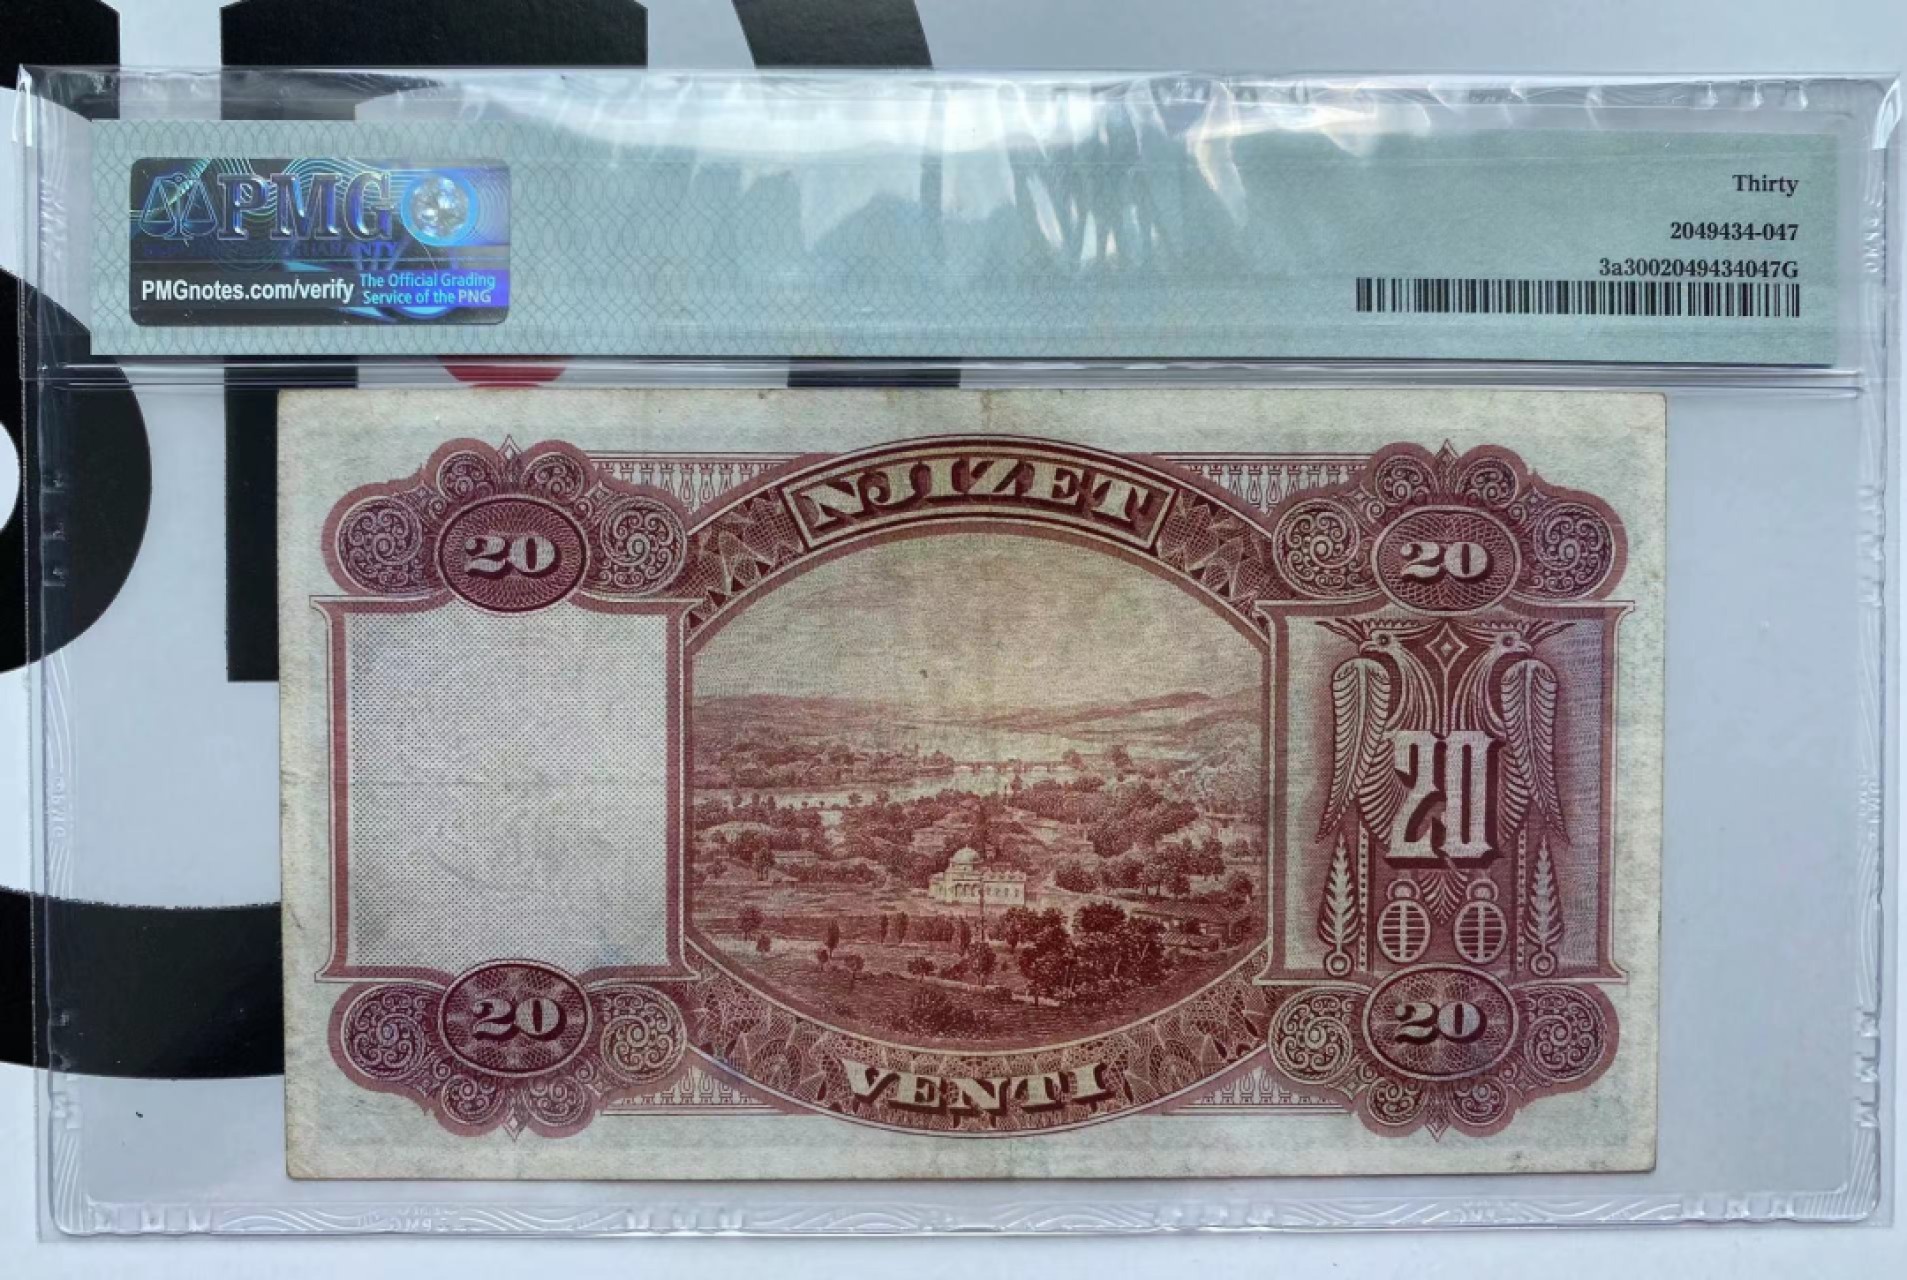 PMG
PMGnotes.com/verify
The Official Grading
Service of the PNG
Thirty
2049434-047
3a3002049434047G
NJIZET
20
20
20
20
20
VENTI